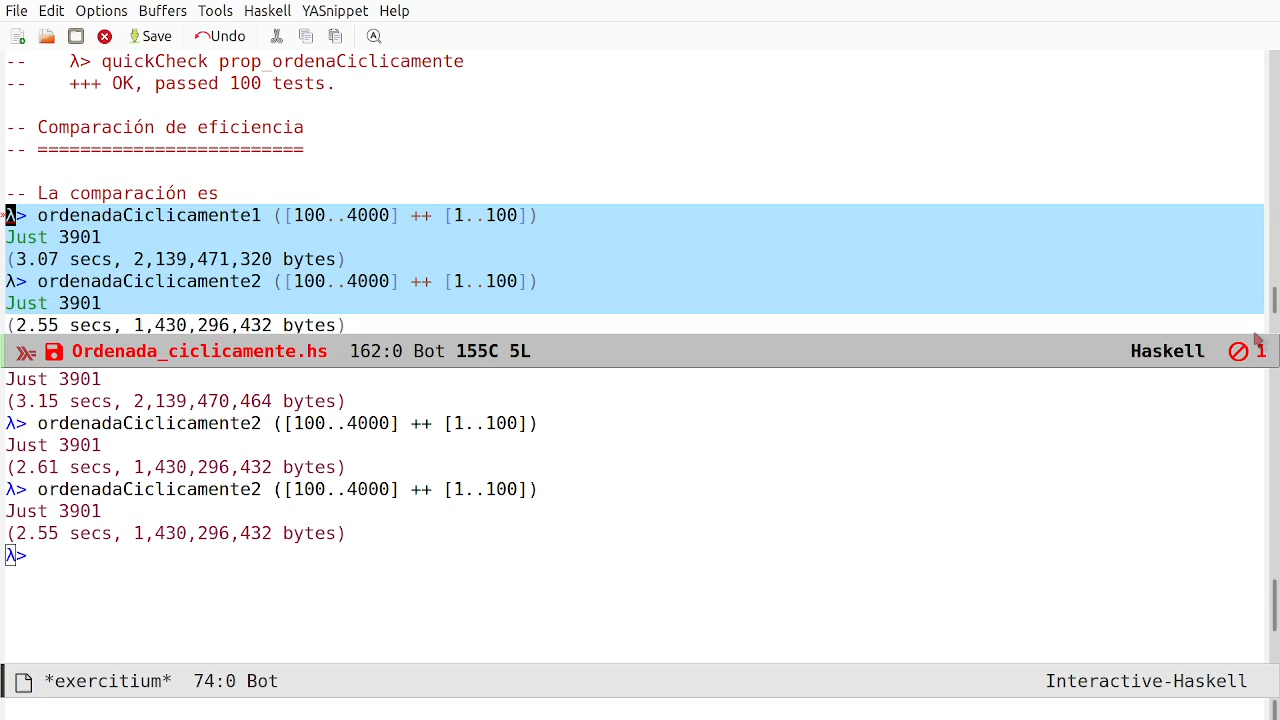 File Edit Options Buffers Tools Haskell YASnippet Help
Save Undo
--    λ> quickCheck prop_ordenaCiclicamente
--    +++ OK, passed 100 tests.
-- Comparación de eficiencia
-- =========================
-- La comparación es
λ> ordenadaCiclicamente1 ([100..4000] ++ [1..100])
Just 3901
(3.07 secs, 2,139,471,320 bytes)
λ> ordenadaCiclicamente2 ([100..4000] ++ [1..100])
Just 3901
(2.55 secs, 1,430,296,432 bytes)
Ordenada_ciclicamente.hs 162:0 Bot 155C 5L Haskell 1
Just 3901
(3.15 secs, 2,139,470,464 bytes)
λ> ordenadaCiclicamente2 ([100..4000] ++ [1..100])
Just 3901
(2.61 secs, 1,430,296,432 bytes)
λ> ordenadaCiclicamente2 ([100..4000] ++ [1..100])
Just 3901
(2.55 secs, 1,430,296,432 bytes)
λ>
*exercitium* 74:0 Bot Interactive-Haskell